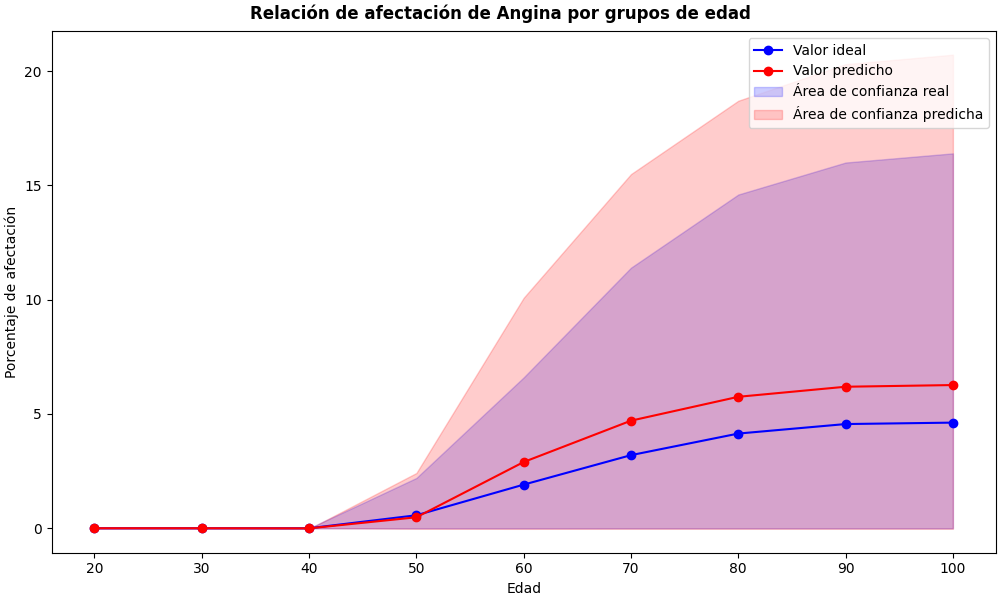 Relación de afectación de Angina por grupos de edad
Valor ideal
Valor predicho
Área de confianza real
Área de confianza predicha
Porcentaje de afectación
20
15
10
5
0
20 30 40 50 60 70 80 90 100
Edad